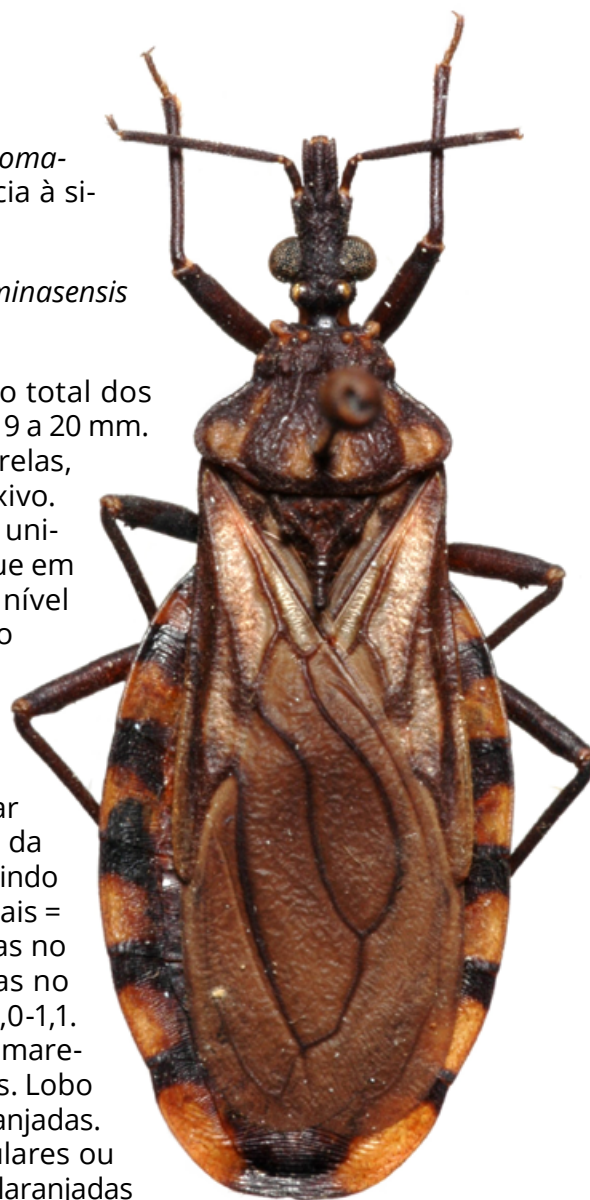 oma-
cia à si-
minasensis
o total dos
9 a 20 mm.
relas,
xivo.
uni-
ue em
nível
o
ar
da
indo
ais =
as no
as no
,0-1,1.
mare-
s. Lobo
anjadas.
ulares ou
laranjadas